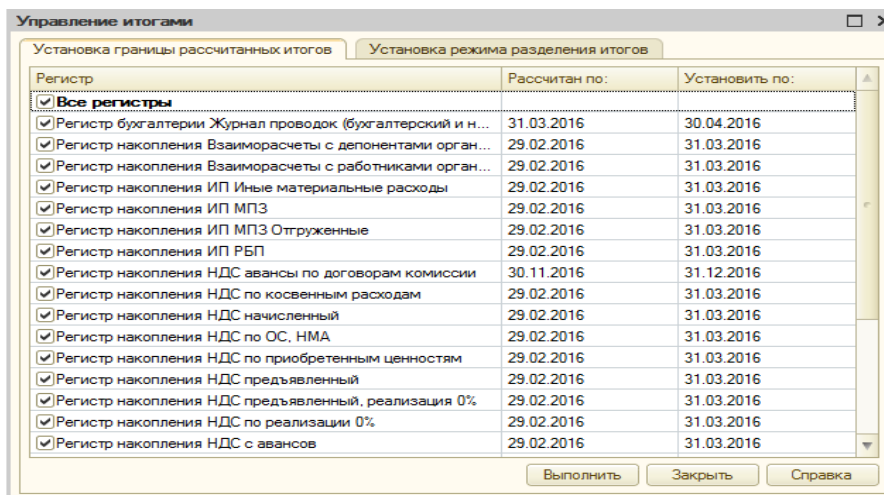 Управление итогами
Установка границы рассчитанных итогов Установка режима разделения итогов
Регистр Рассчитан по: Установить по:
Все регистры
Регистр бухгалтерии Журнал проводок (бухгалтерский и н... 31.03.2016 30.04.2016
Регистр накопления Взаиморасчеты с депонентами орган... 29.02.2016 31.03.2016
Регистр накопления Взаиморасчеты с работниками орган... 29.02.2016 31.03.2016
Регистр накопления ИП Иные материальные расходы 29.02.2016 31.03.2016
Регистр накопления ИП МПЗ 29.02.2016 31.03.2016
Регистр накопления ИП МПЗ Отгруженные 29.02.2016 31.03.2016
Регистр накопления ИП РБП 29.02.2016 31.03.2016
Регистр накопления НДС авансы по договорам комиссии 30.11.2016 31.12.2016
Регистр накопления НДС по косвенным расходам 29.02.2016 31.03.2016
Регистр накопления НДС начисленный 29.02.2016 31.03.2016
Регистр накопления НДС по ОС, НМА 29.02.2016 31.03.2016
Регистр накопления НДС по приобретенным ценностям 29.02.2016 31.03.2016
Регистр накопления НДС предъявленный 29.02.2016 31.03.2016
Регистр накопления НДС предъявленный, реализация 0% 29.02.2016 31.03.2016
Регистр накопления НДС по реализации 0% 29.02.2016 31.03.2016
Регистр накопления НДС с авансов 29.02.2016 31.03.2016
Выполнить Закрыть Справка